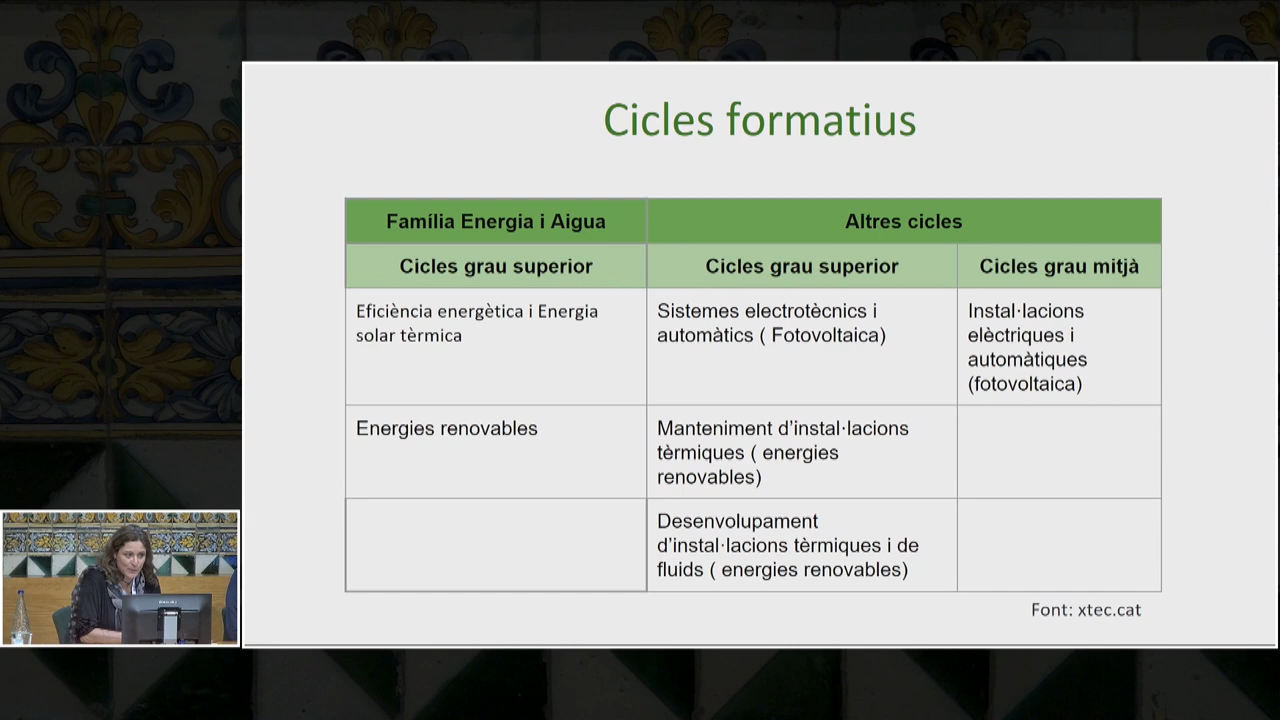 Cicles formatius
Família Energia i Aigua
Altres cicles
Cicles grau superior
Cicles grau superior
Cicles grau mitjà
Eficiència energètica i Energia
solar tèrmica
Sistemes electrotècnics i
automàtics ( Fotovoltaica)
Instal·lacions
elèctriques i
automàtiques
(fotovoltaica)
Energies renovables
Manteniment d’instal·lacions
tèrmiques ( energies
renovables)
Desenvolupament
d’instal·lacions tèrmiques i de
fluids ( energies renovables)
Font: xtec.cat